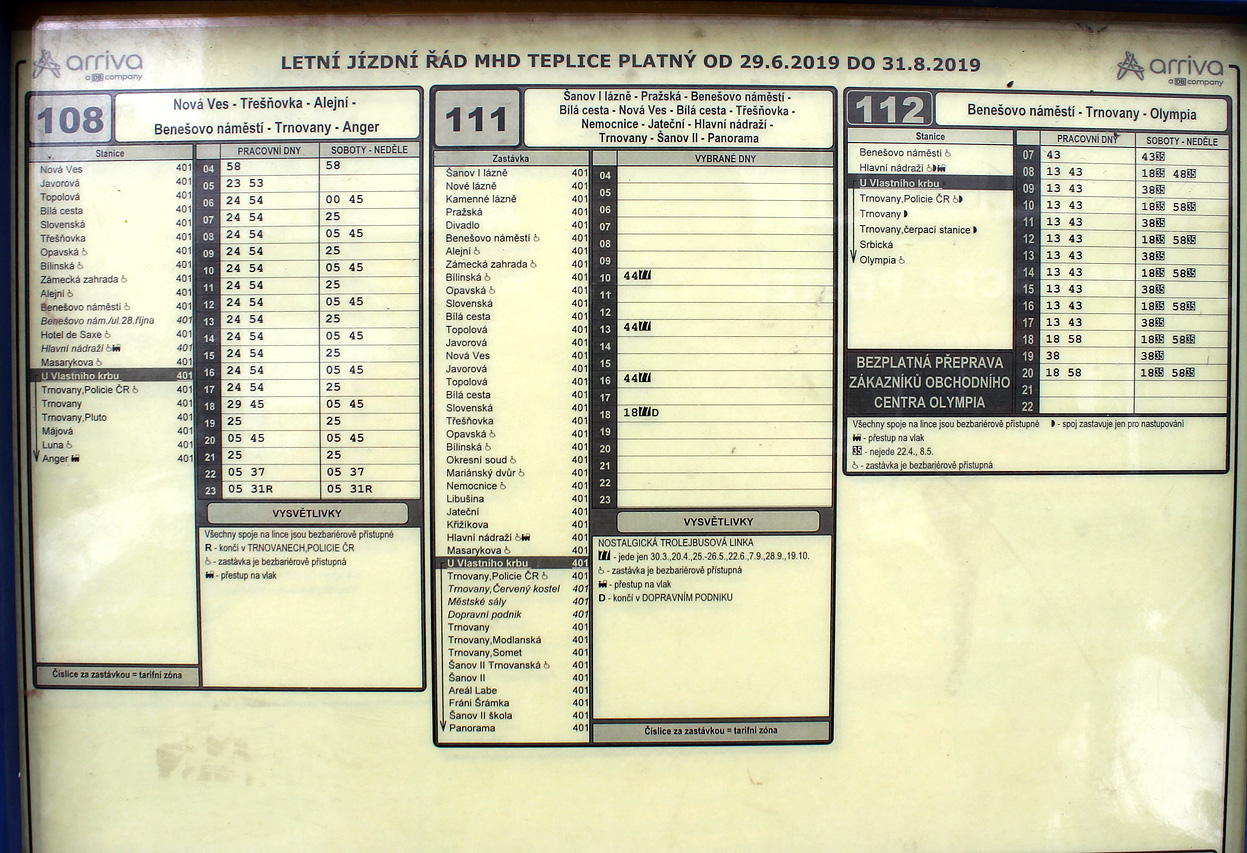 arriva
a DB company
LETNÍ JÍZDNÍ ŘÁD MHD TEPLICE PLATNÝ OD 29.6.2019 DO 31.8.2019
arriva
a DB company
108
Nová Ves - Třešňovka - Alejní -
Benešovo náměstí - Trnovany - Anger
Stanice
Nová Ves 401
Javorová 401
Topolová 401
Bílá cesta 401
Slovenská 401
Třešňovka 401
Opavská 401
Bílinská 401
Zámecká zahrada 401
Alejní 401
Benešovo náměstí 401
Benešovo nám./ul.28.října 401
Hotel de Saxe 401
Hlavní nádraží 401
Masarykova 401
U Vlastního krbu 401
Trnovany,Policie ČR 401
Trnovany 401
Trnovany,Pluto 401
Májová 401
Luna 401
Anger 401
Číslice za zastávkou = tarifní zóna
PRACOVNÍ DNY SOBOTY - NEDĚLE
04 58 58
05 23 53
06 24 54 00 45
07 24 54 25
08 24 54 05 45
09 24 54 25
10 24 54 05 45
11 24 54 25
12 24 54 05 45
13 24 54 25
14 24 54 05 45
15 24 54 25
16 24 54 05 45
17 24 54 25
18 29 45 05 45
19 25 25
20 05 45 05 45
21 25 25
22 05 37 05 37
23 05 31R 05 31R
VYSVĚTLIVKY
Všechny spoje na lince jsou bezbariérově přístupné
R - končí v TRNOVANECH,POLICIE ČR
- zastávka je bezbariérově přístupná
- přestup na vlak
111
Šanov I lázně - Pražská - Benešovo náměstí -
Bílá cesta - Nová Ves - Bílá cesta - Třešňovka -
Nemocnice - Jateční - Hlavní nádraží -
Trnovany - Šanov II - Panorama
Zastávka
Šanov I lázně 401
Nové lázně 401
Kamenné lázně 401
Pražská 401
Divadlo 401
Benešovo náměstí 401
Alejní 401
Zámecká zahrada 401
Bílinská 401
Opavská 401
Slovenská 401
Bílá cesta 401
Topolová 401
Javorová 401
Nová Ves 401
Javorová 401
Topolová 401
Bílá cesta 401
Slovenská 401
Třešňovka 401
Opavská 401
Bílinská 401
Okresní soud 401
Mariánský dvůr 401
Nemocnice 401
Libušina 401
Jateční 401
Křižíkova 401
Hlavní nádraží 401
Masarykova 401
U Vlastního krbu 401
Trnovany,Policie ČR 401
Trnovany,Červený kostel 401
Městské sály 401
Dopravní podnik 401
Trnovany 401
Trnovany,Modlanská 401
Trnovany,Somet 401
Šanov II Trnovanská 401
Šanov II 401
Areál Labe 401
Fráni Šrámka 401
Šanov II škola 401
Panorama 401
VYBRANÉ DNY
04
05
06
07
08
09
10 44
11
12
13 44
14
15
16 44
17
18 18 D
19
20
21
22
23
VYSVĚTLIVKY
NOSTALGICKÁ TROLEJBUSOVÁ LINKA
- jede jen 30.3.,20.4.,25.-26.5.,22.6.,7.9.,28.9.,19.10.
- zastávka je bezbariérově přístupná
- přestup na vlak
D - končí v DOPRAVNÍM PODNIKU
Číslice za zastávkou = tarifní zóna
112
Benešovo náměstí - Trnovany - Olympia
Stanice
Benešovo náměstí
Hlavní nádraží
U Vlastního krbu
Trnovany,Policie ČR
Trnovany
Trnovany,čerpací stanice
Srbická
Olympia
BEZPLATNÁ PŘEPRAVA
ZÁKAZNÍKŮ OBCHODNÍHO
CENTRA OLYMPIA
PRACOVNÍ DNY SOBOTY - NEDĚLE
07 43 43
08 13 43 18 48
09 13 43 38
10 13 43 18 58
11 13 43 38
12 13 43 18 58
13 13 43 38
14 13 43 18 58
15 13 43 38
16 13 43 18 58
17 13 43 38
18 18 58 18 58
19 38 38
20 18 58 18 58
21
22
Všechny spoje na lince jsou bezbariérově přístupné - spoj zastavuje jen pro nastupování
- přestup na vlak
- nejede 22.4., 8.5.
- zastávka je bezbariérově přístupná